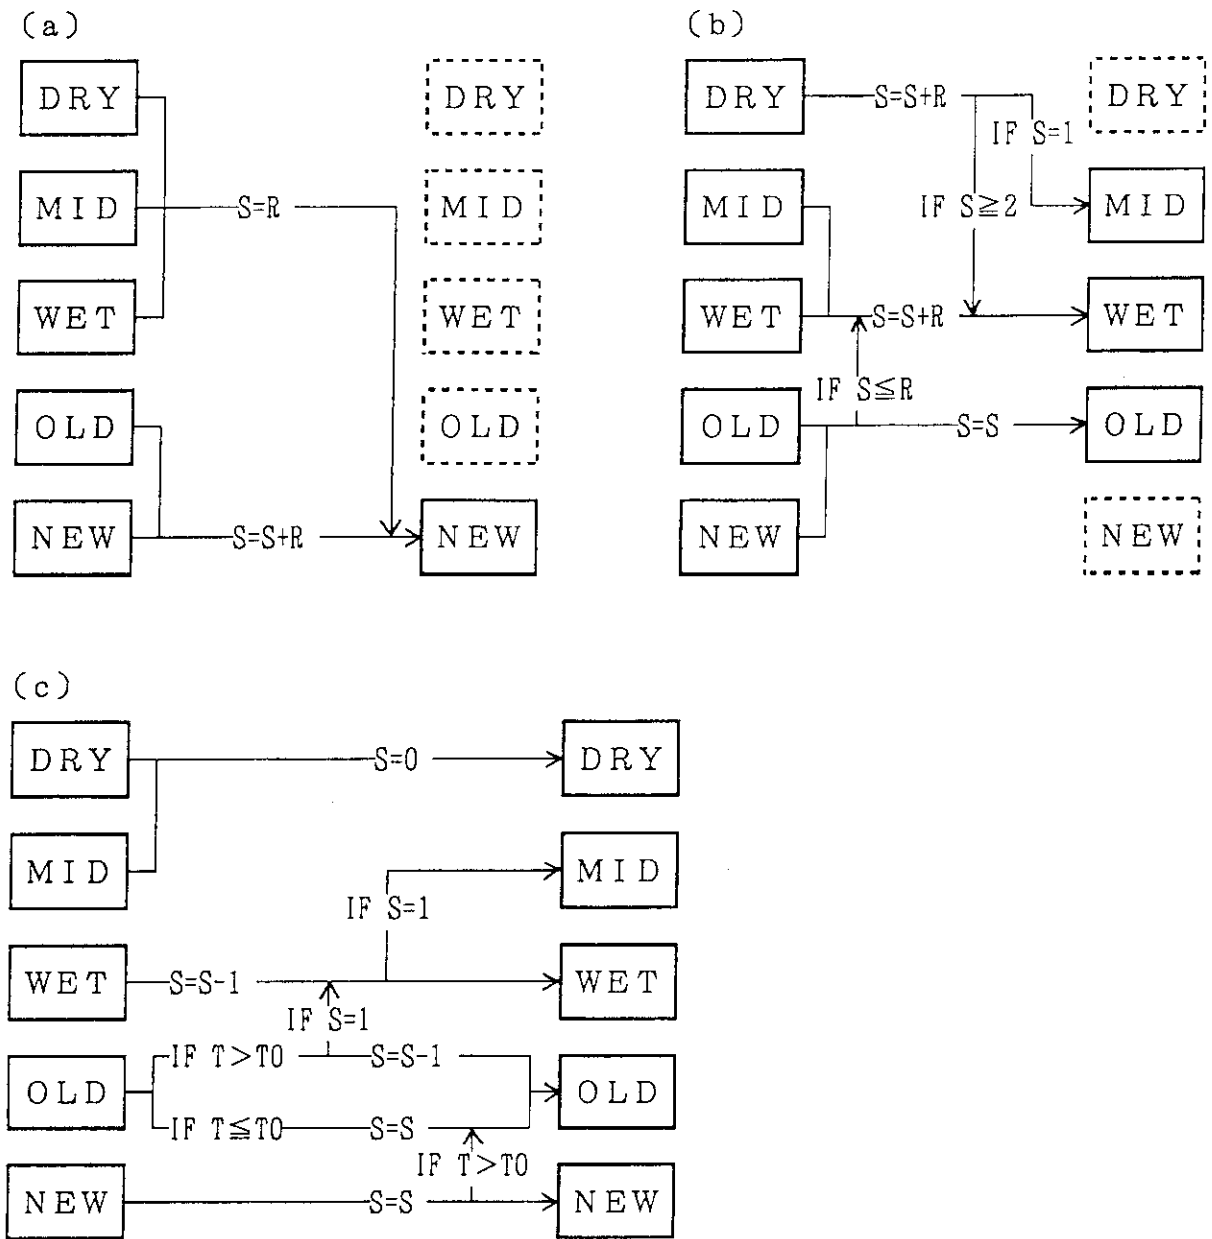 (a)
DRY
DRY
MID
S=R
MID
WET
WET
OLD
OLD
NEW
S=S+R
NEW
(b)
DRY
S=S+R
DRY
IF S=1
MID
IF S≧2
MID
WET
S=S+R
WET
IF S≦R
OLD
S=S
OLD
NEW
NEW
(c)
DRY
S=0
DRY
MID
MID
IF S=1
WET
S=S-1
WET
IF S=1
IF T>T0
S=S-1
OLD
OLD
IF T≦T0
S=S
IF T>T0
NEW
S=S
NEW